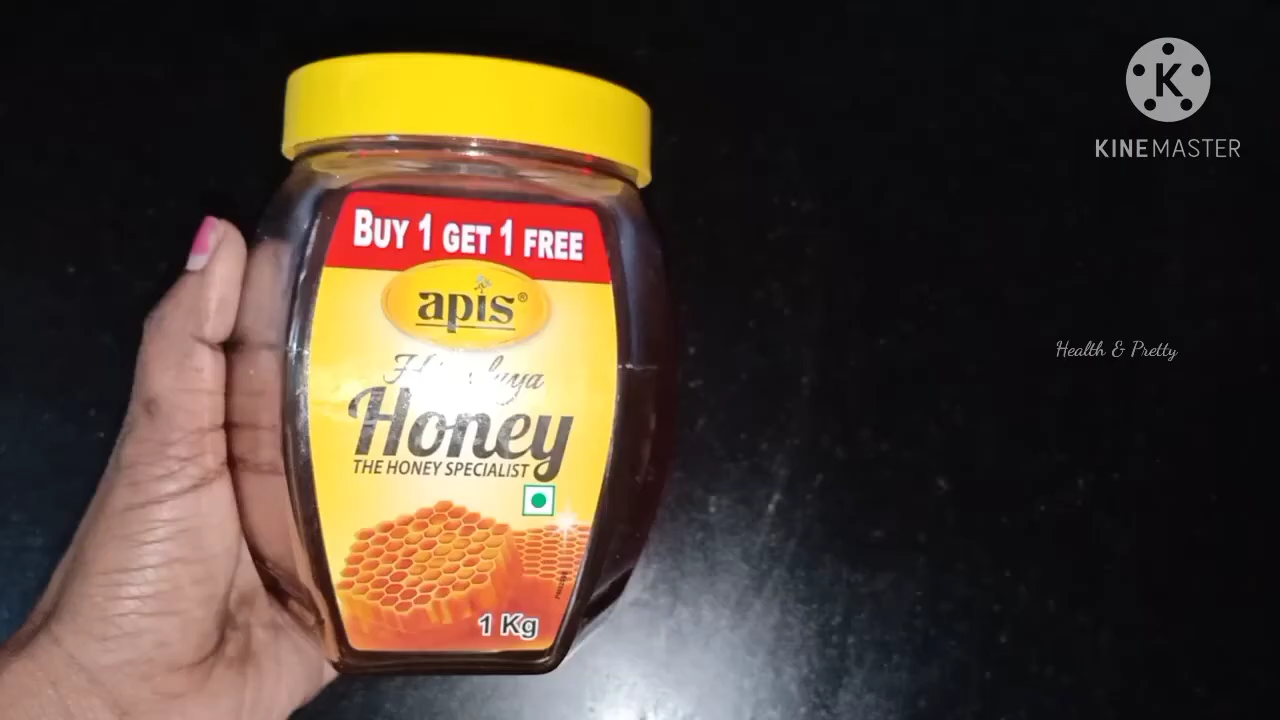 BUY 1 GET 1 FREE
apis®
Honey
THE HONEY SPECIALIST
1 Kg
K
KINEMASTER
Health & Pretty